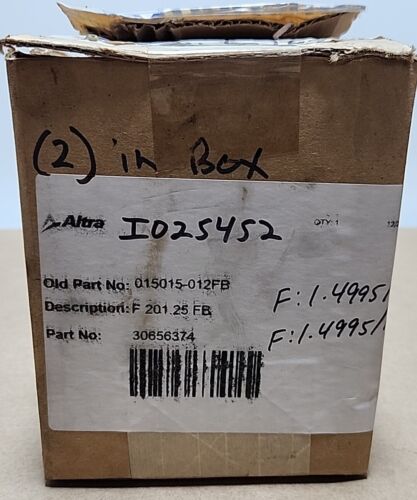 (2) in Box
Altra I025452 QTY: 1
Old Part No: 015015-012FB
F: 1.4995/
Description: F 201.25 FB
F: 1.4995/
Part No: 30656374